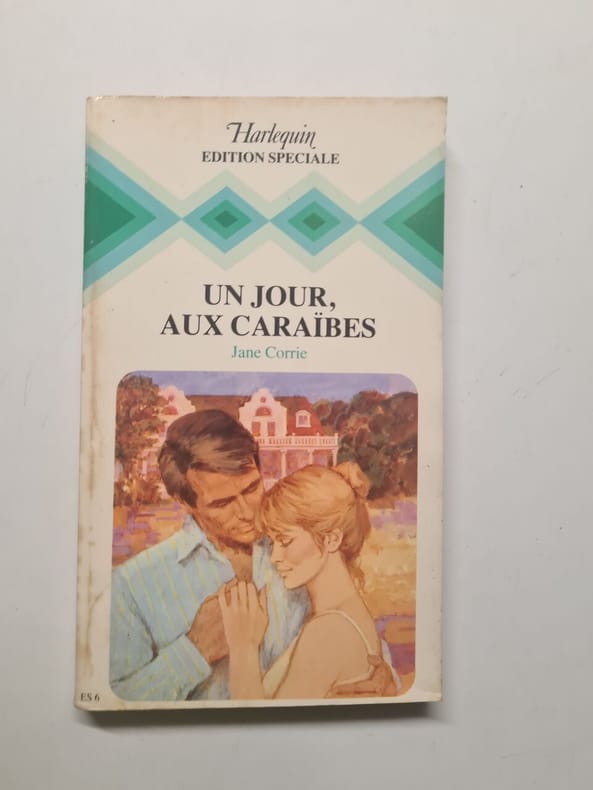 Harlequin
EDITION SPECIALE
UN JOUR,
AUX CARAÏBES
Jane Corrie
ES 6